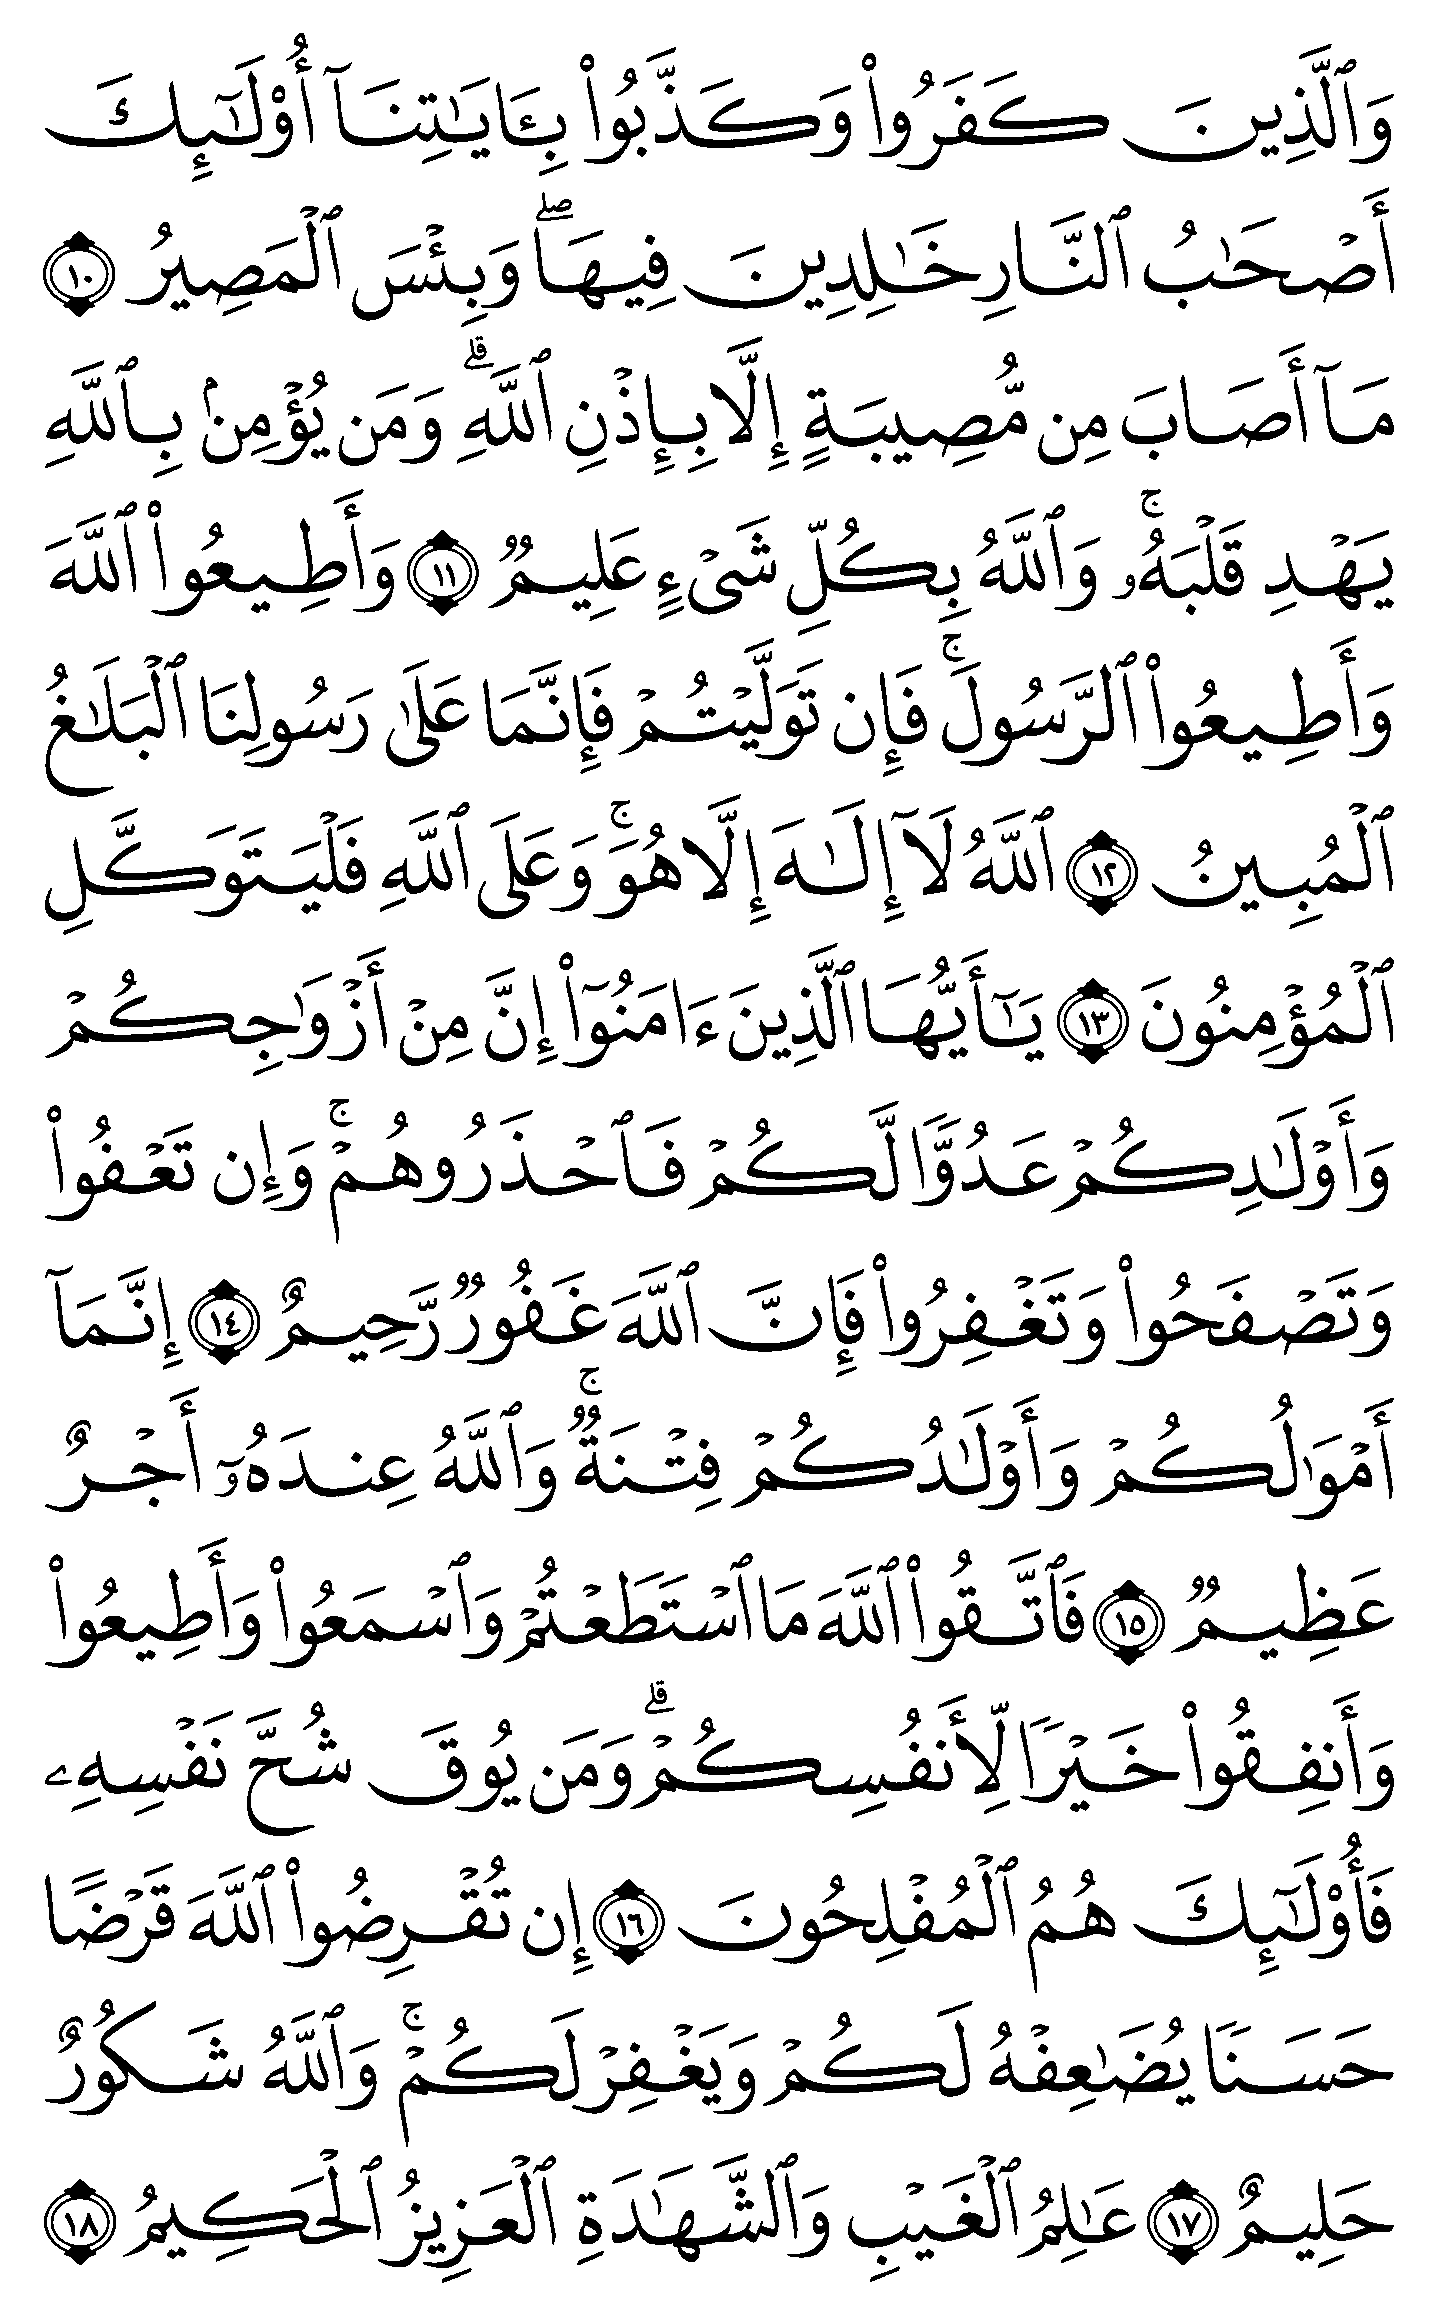 وَٱلَّذِينَ كَفَرُوا۟ وَكَذَّبُوا۟ بِـَٔايَـٰتِنَآ أُو۟لَـٰٓئِكَ
أَصْحَـٰبُ ٱلنَّارِ خَـٰلِدِينَ فِيهَا ۖ وَبِئْسَ ٱلْمَصِيرُ ١٠
مَآ أَصَابَ مِن مُّصِيبَةٍ إِلَّا بِإِذْنِ ٱللَّهِ ۗ وَمَن يُؤْمِنۢ بِٱللَّهِ
يَهْدِ قَلْبَهُۥ ۚ وَٱللَّهُ بِكُلِّ شَىْءٍ عَلِيمٌ ١١ وَأَطِيعُوا۟ ٱللَّهَ
وَأَطِيعُوا۟ ٱلرَّسُولَ ۚ فَإِن تَوَلَّيْتُمْ فَإِنَّمَا عَلَىٰ رَسُولِنَا ٱلْبَلَـٰغُ
ٱلْمُبِينُ ١٢ ٱللَّهُ لَآ إِلَـٰهَ إِلَّا هُوَ ۚ وَعَلَى ٱللَّهِ فَلْيَتَوَكَّلِ
ٱلْمُؤْمِنُونَ ١٣ يَـٰٓأَيُّهَا ٱلَّذِينَ ءَامَنُوٓا۟ إِنَّ مِنْ أَزْوَٰجِكُمْ
وَأَوْلَـٰدِكُمْ عَدُوًّا لَّكُمْ فَٱحْذَرُوهُمْ ۚ وَإِن تَعْفُوا۟
وَتَصْفَحُوا۟ وَتَغْفِرُوا۟ فَإِنَّ ٱللَّهَ غَفُورٌ رَّحِيمٌ ١٤ إِنَّمَآ
أَمْوَٰلُكُمْ وَأَوْلَـٰدُكُمْ فِتْنَةٌ ۚ وَٱللَّهُ عِندَهُۥٓ أَجْرٌ
عَظِيمٌ ١٥ فَٱتَّقُوا۟ ٱللَّهَ مَا ٱسْتَطَعْتُمْ وَٱسْمَعُوا۟ وَأَطِيعُوا۟
وَأَنفِقُوا۟ خَيْرًا لِّأَنفُسِكُمْ ۗ وَمَن يُوقَ شُحَّ نَفْسِهِۦ
فَأُو۟لَـٰٓئِكَ هُمُ ٱلْمُفْلِحُونَ ١٦ إِن تُقْرِضُوا۟ ٱللَّهَ قَرْضًا
حَسَنًا يُضَـٰعِفْهُ لَكُمْ وَيَغْفِرْ لَكُمْ ۚ وَٱللَّهُ شَكُورٌ
حَلِيمٌ ١٧ عَـٰلِمُ ٱلْغَيْبِ وَٱلشَّهَـٰدَةِ ٱلْعَزِيزُ ٱلْحَكِيمُ ١٨